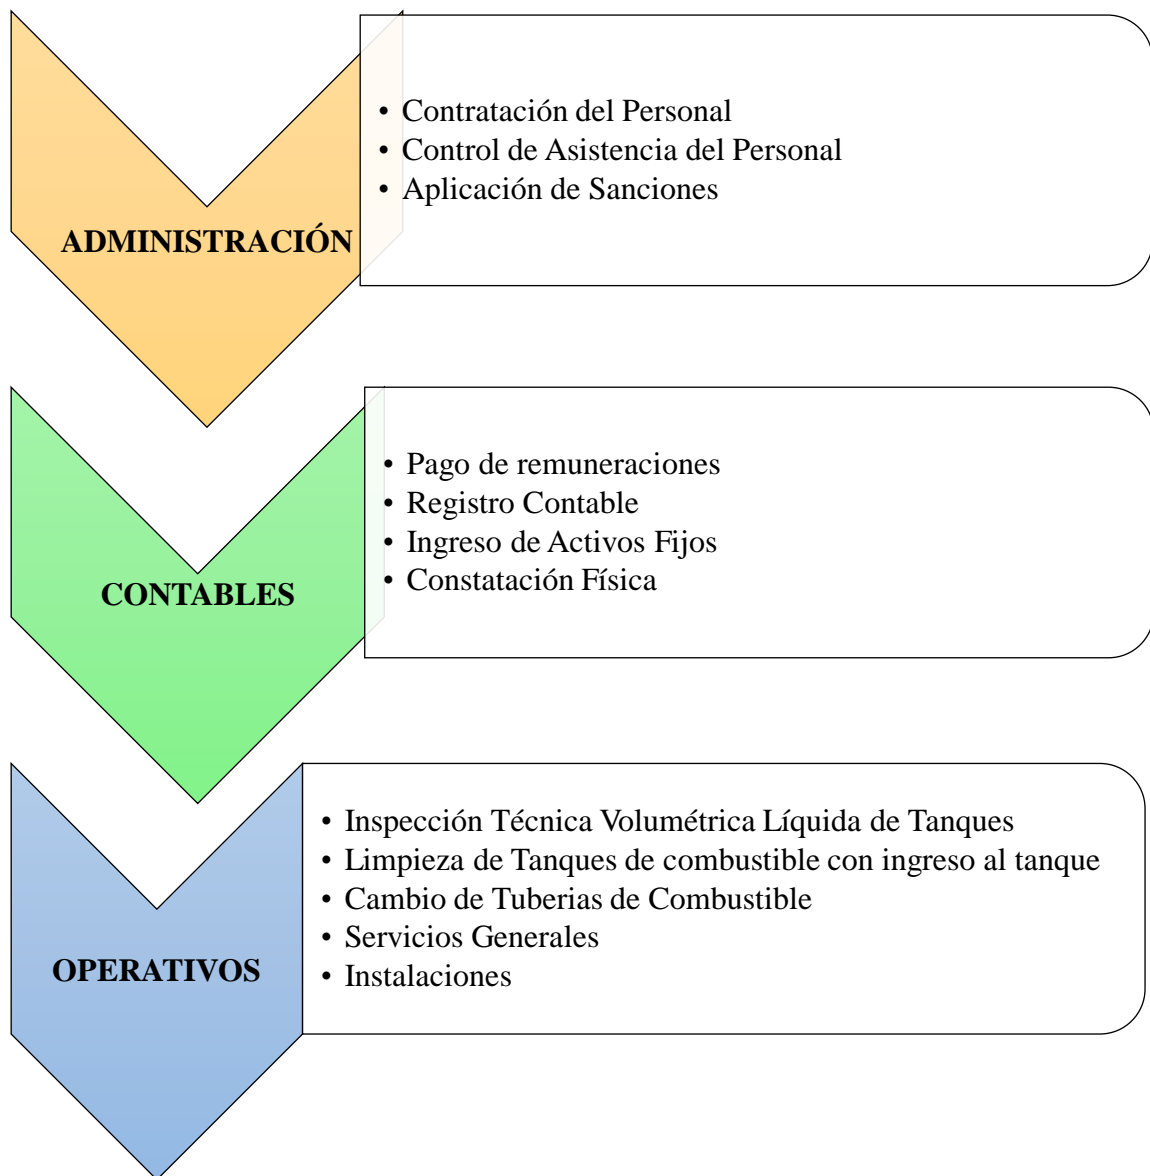 ADMINISTRACIÓN
• Contratación del Personal
• Control de Asistencia del Personal
• Aplicación de Sanciones
CONTABLES
• Pago de remuneraciones
• Registro Contable
• Ingreso de Activos Fijos
• Constatación Física
OPERATIVOS
• Inspección Técnica Volumétrica Líquida de Tanques
• Limpieza de Tanques de combustible con ingreso al tanque
• Cambio de Tuberias de Combustible
• Servicios Generales
• Instalaciones